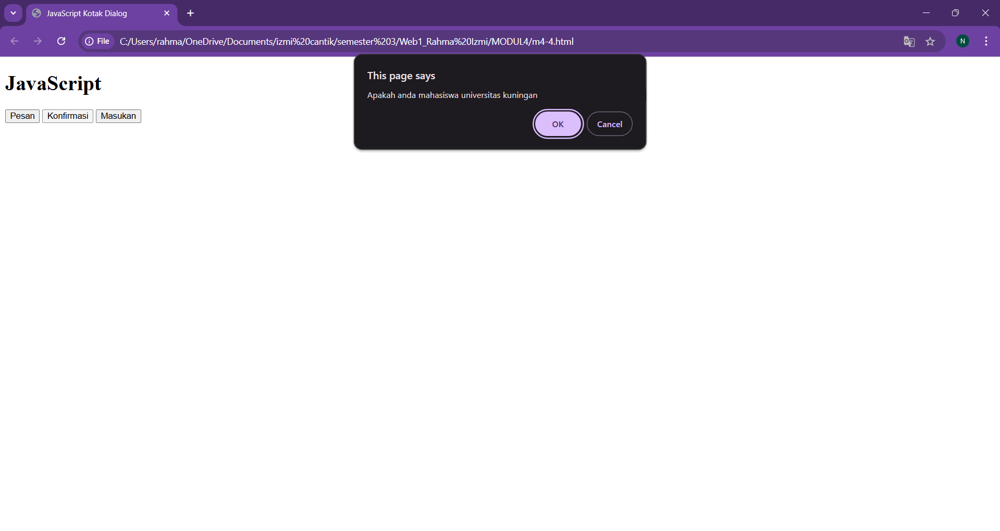 JavaScript Kotak Dialog
File
C:/Users/rahma/OneDrive/Documents/izmi%20cantik/semester%203/Web1_Rahma%20Izmi/MODUL4/m4-4.html
N
This page says
Apakah anda mahasiswa universitas kuningan
OK
Cancel
JavaScript
Pesan
Konfirmasi
Masukan